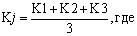 Kj = (K1 + K2 + K3) / 3, где